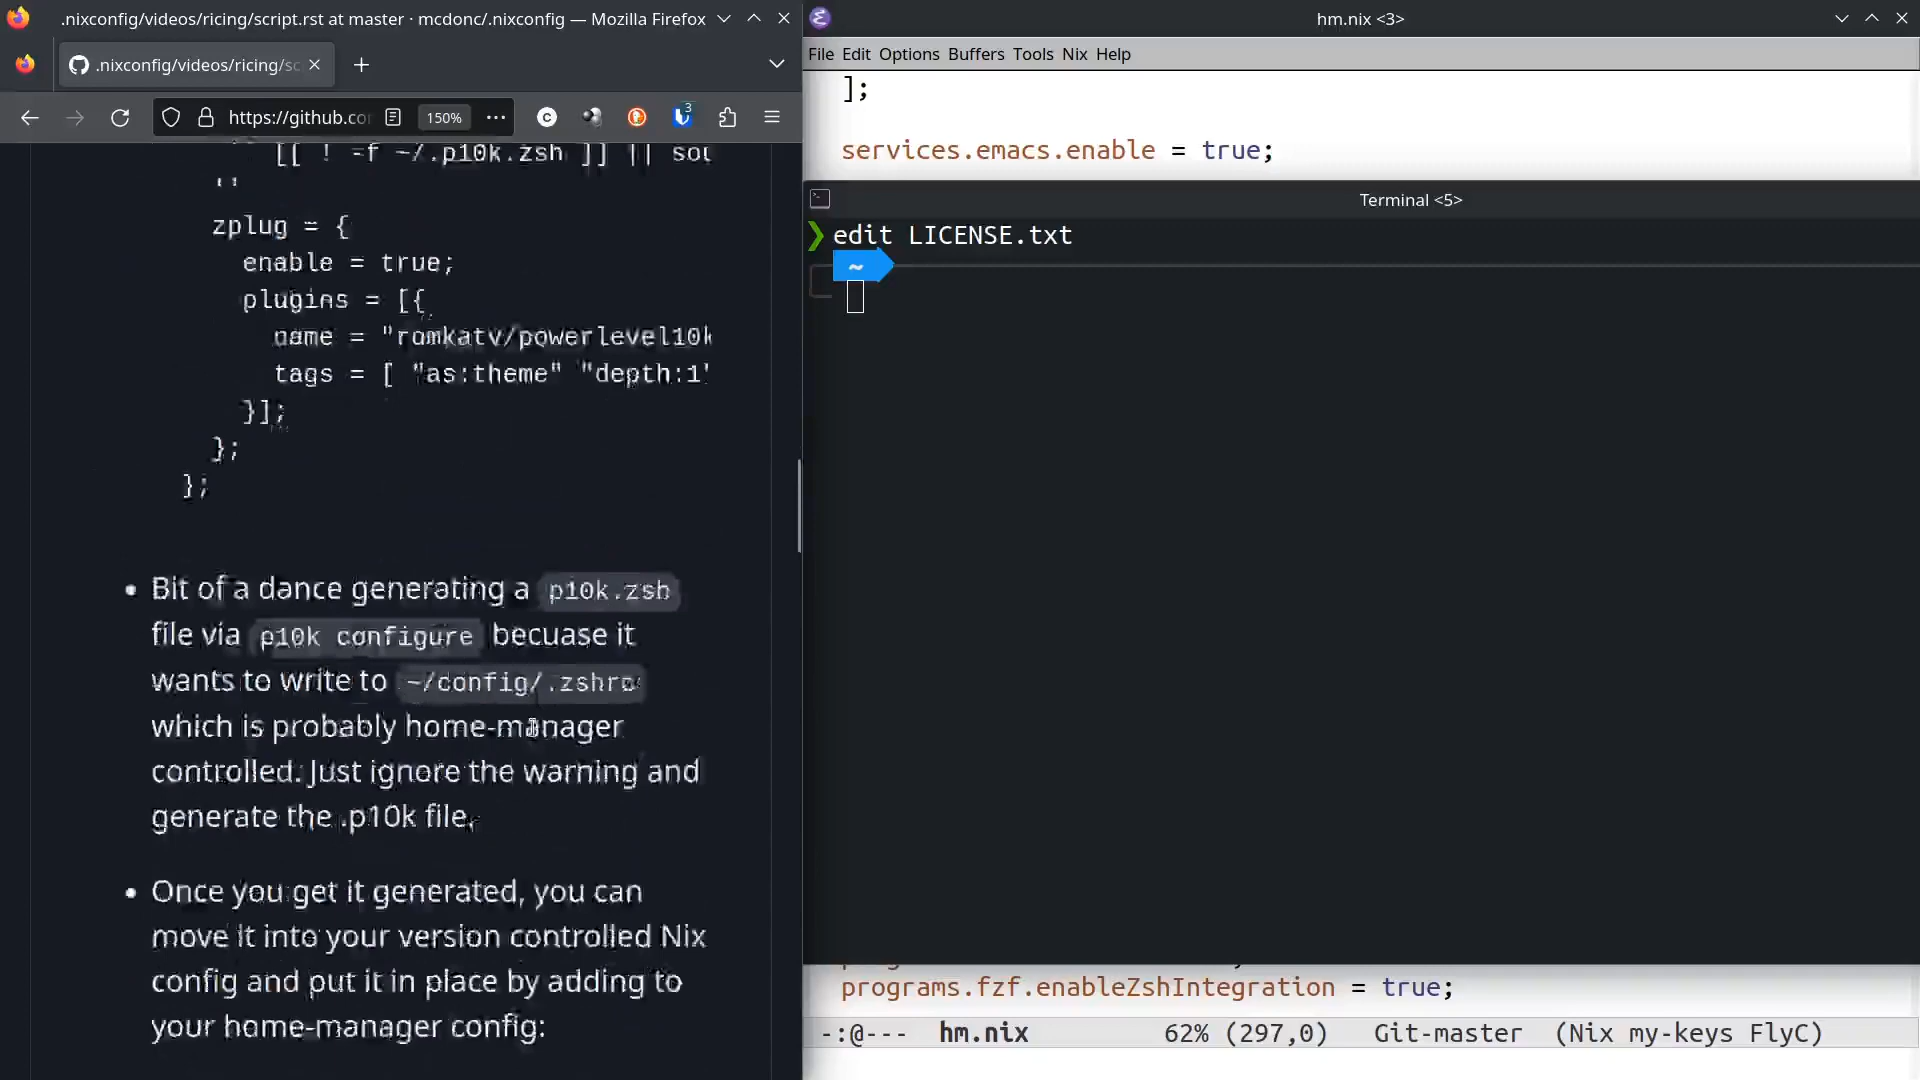 .nixconfig/videos/ricing/script.rst at master · mcdonc/.nixconfig — Mozilla Firefox
.nixconfig/videos/ricing/sc
https://github.co
150%
3
[[ ! -f ~/.p10k.zsh ]] || sou
''
zplug = {
enable = true;
plugins = [{
name = "romkatv/powerlevel10k
tags = [ "as:theme" "depth:1"
}];
};
};
• Bit of a dance generating a p10k.zsh
file via p10k configure becuase it
wants to write to ~/config/.zshrc
which is probably home-manager
controlled. Just ignore the warning and
generate the .p10k file.
• Once you get it generated, you can
move it into your version controlled Nix
config and put it in place by adding to
your home-manager config:
hm.nix <3>
File Edit Options Buffers Tools Nix Help
];
services.emacs.enable = true;
Terminal <5>
❯ edit LICENSE.txt
~
programs.fzf.enableZshIntegration = true;
-:@--- hm.nix 62% (297,0) Git-master (Nix my-keys FlyC)